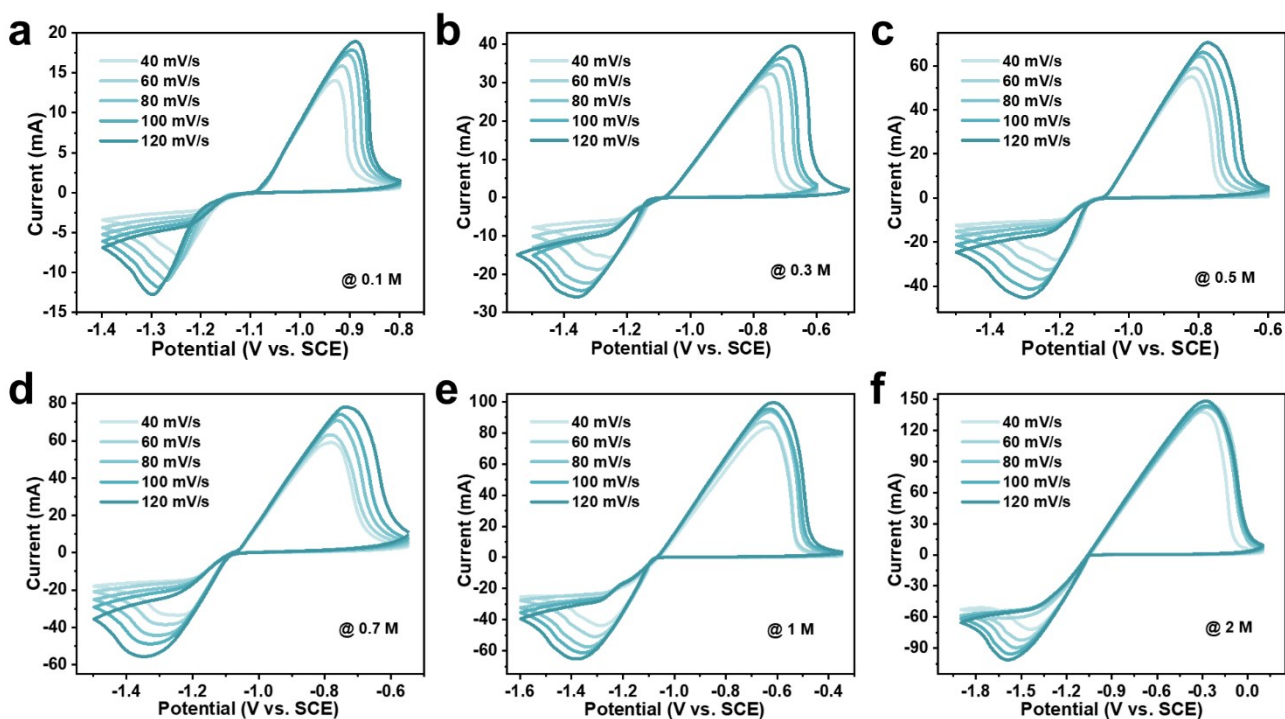 a
20
15
10
5
0
-5
-10
-15
Current (mA)
40 mV/s
60 mV/s
80 mV/s
100 mV/s
120 mV/s
@ 0.1 M
-1.4 -1.3 -1.2 -1.1 -1.0 -0.9 -0.8
Potential (V vs. SCE)
b
40
30
20
10
0
-10
-20
-30
Current (mA)
40 mV/s
60 mV/s
80 mV/s
100 mV/s
120 mV/s
@ 0.3 M
-1.4 -1.2 -1.0 -0.8 -0.6
Potential (V vs. SCE)
c
80
60
40
20
0
-20
-40
Current (mA)
40 mV/s
60 mV/s
80 mV/s
100 mV/s
120 mV/s
@ 0.5 M
-1.4 -1.2 -1.0 -0.8 -0.6
Potential (V vs. SCE)
d
80
60
40
20
0
-20
-40
-60
Current (mA)
40 mV/s
60 mV/s
80 mV/s
100 mV/s
120 mV/s
@ 0.7 M
-1.4 -1.2 -1.0 -0.8 -0.6
Potential (V vs. SCE)
e
100
80
60
40
20
0
-20
-40
-60
-80
Current (mA)
40 mV/s
60 mV/s
80 mV/s
100 mV/s
120 mV/s
@ 1 M
-1.6 -1.4 -1.2 -1.0 -0.8 -0.6 -0.4
Potential (V vs. SCE)
f
150
120
90
60
30
0
-30
-60
-90
Current (mA)
40 mV/s
60 mV/s
80 mV/s
100 mV/s
120 mV/s
@ 2 M
-1.8 -1.5 -1.2 -0.9 -0.6 -0.3 0.0
Potential (V vs. SCE)